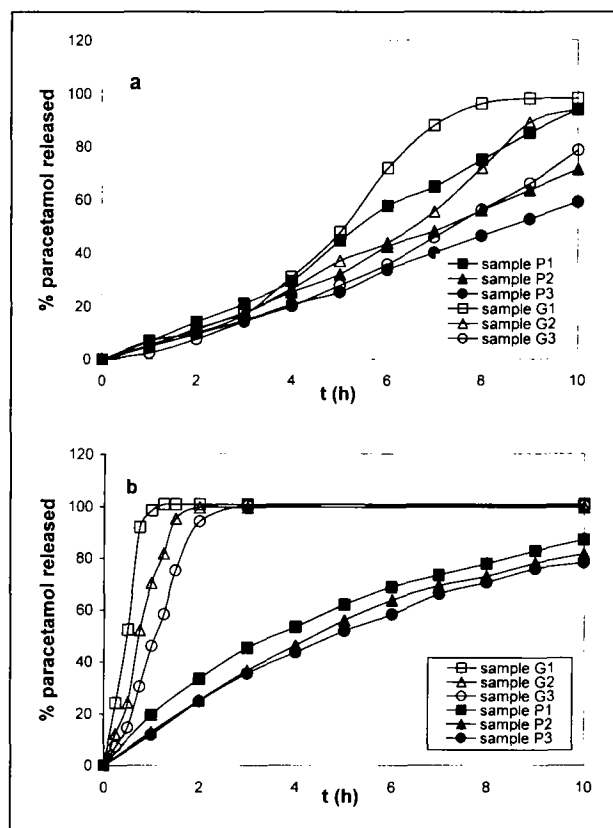 a
% paracetamol released
120
100
80
60
40
20
0
sample P1
sample P2
sample P3
sample G1
sample G2
sample G3
0 2 4 6 8 10
t (h)
b
% paracetamol released
120
100
80
60
40
20
0
sample G1
sample G2
sample G3
sample P1
sample P2
sample P3
0 2 4 6 8 10
t (h)